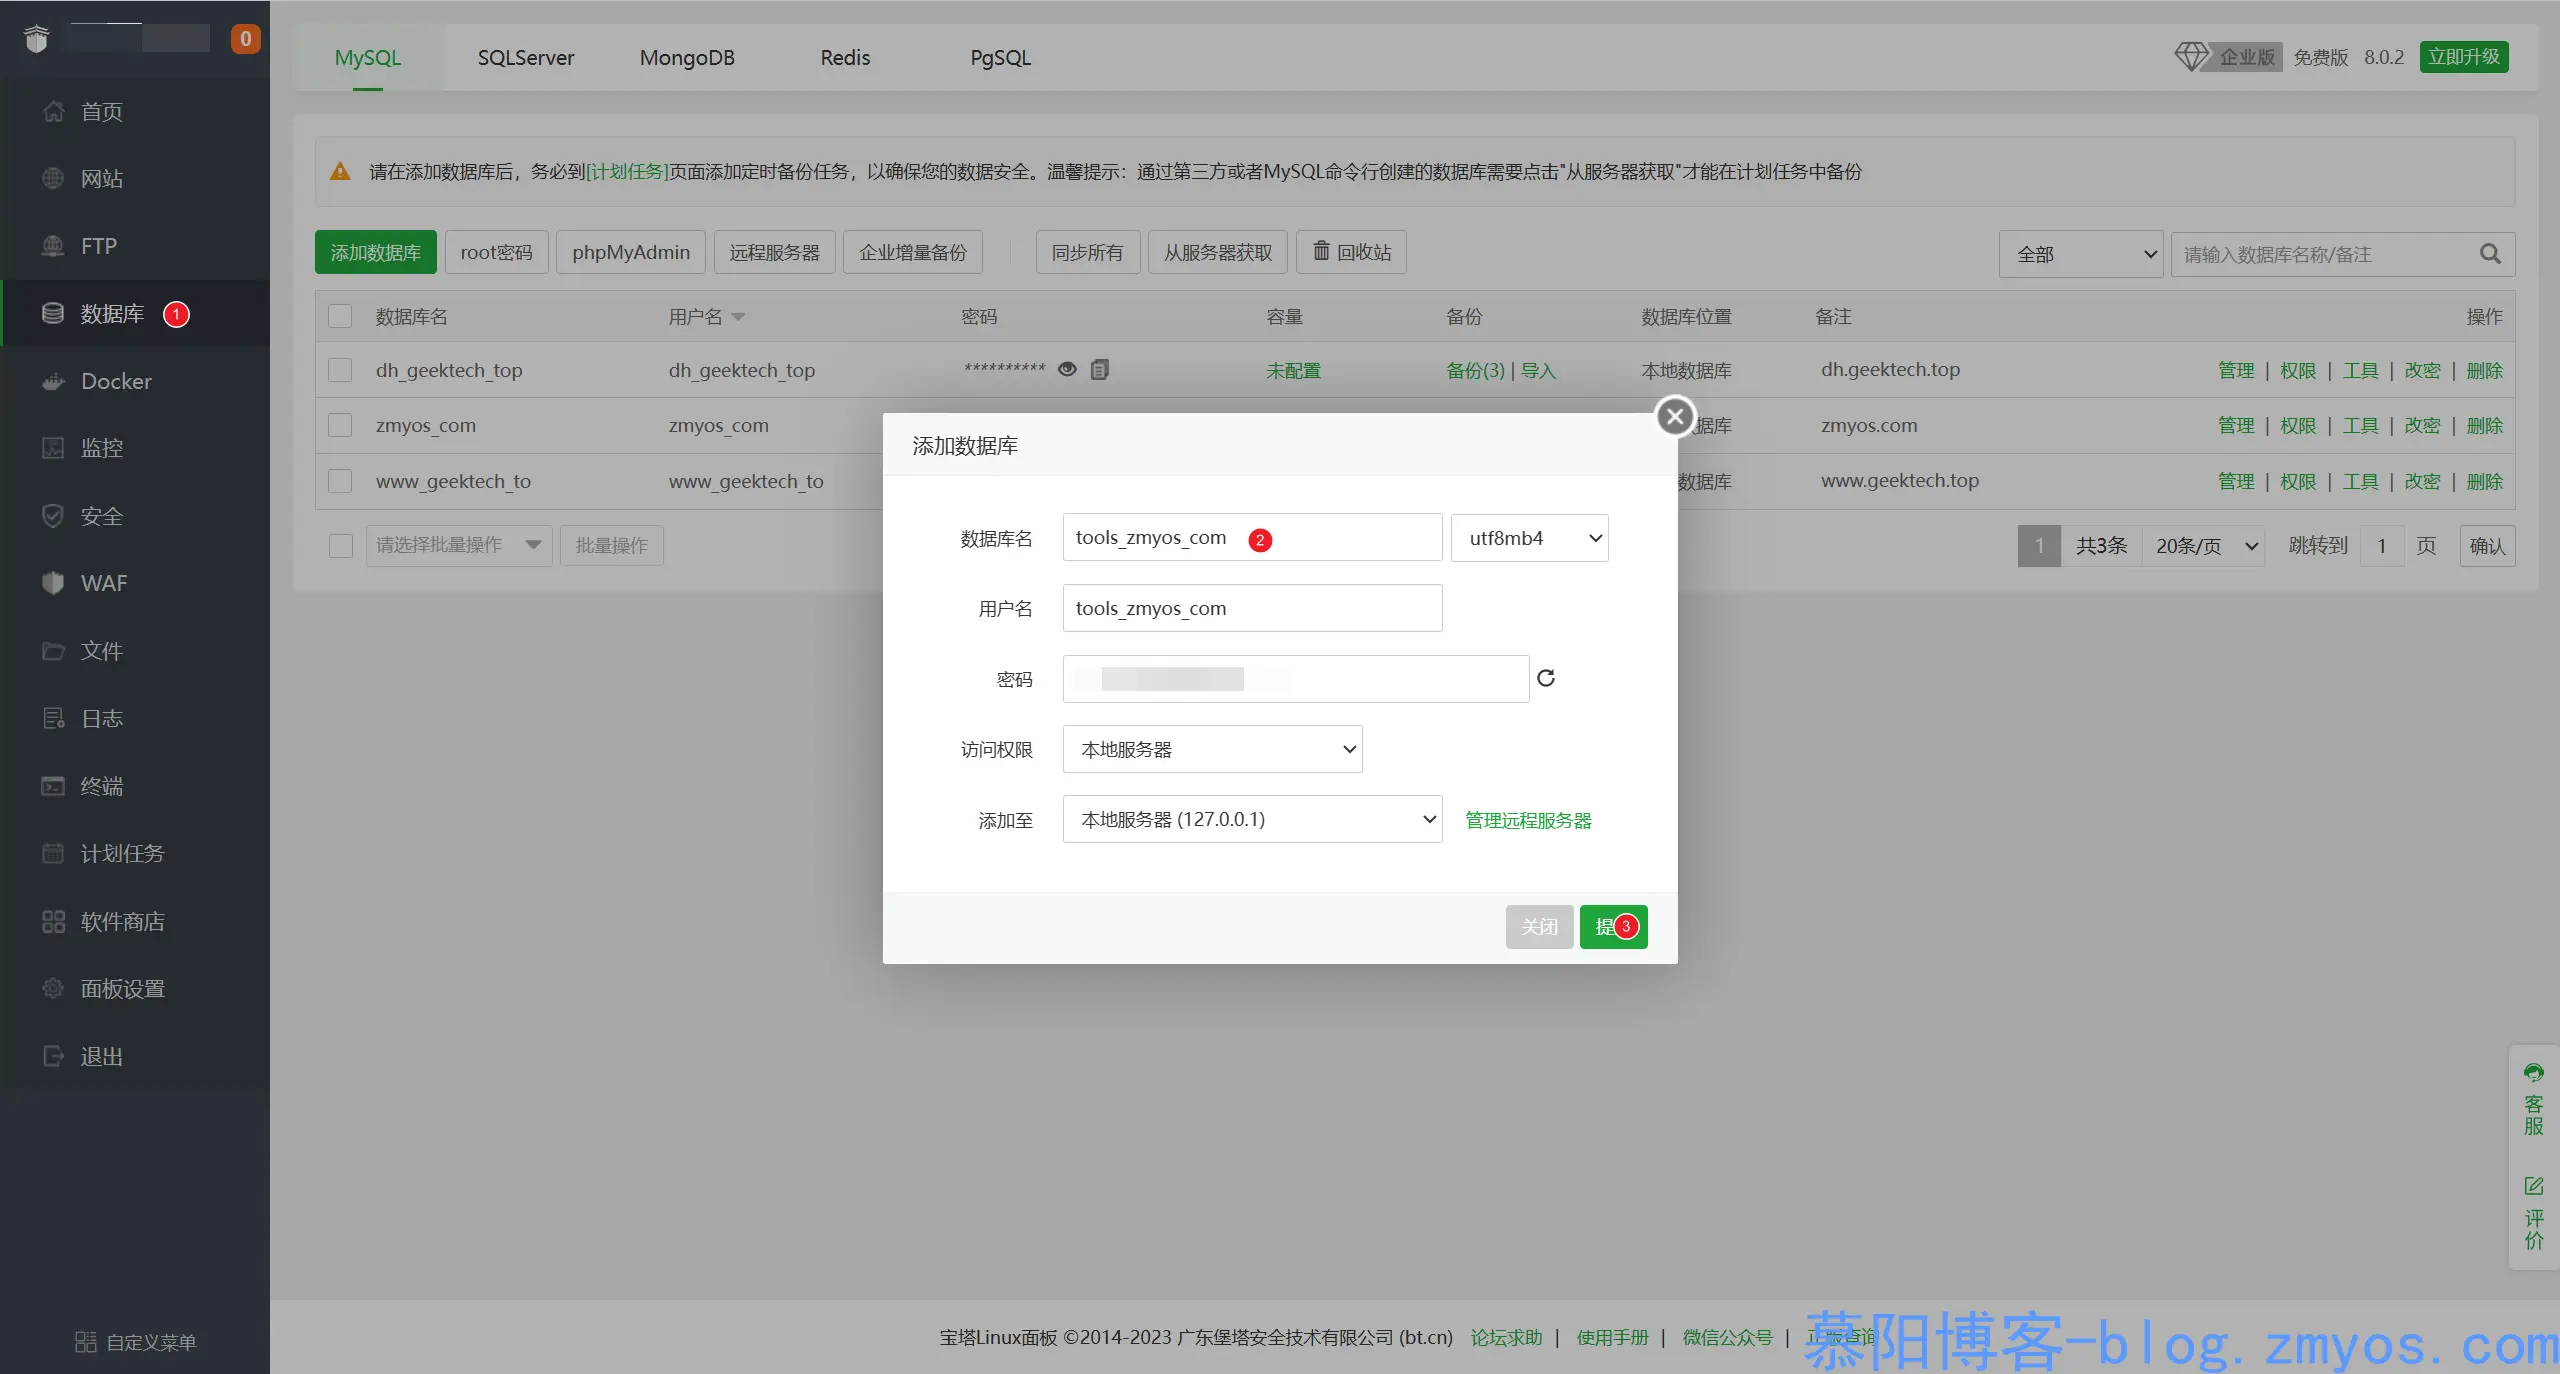 0
首页
网站
FTP
数据库 1
Docker
监控
安全
WAF
文件
日志
终端
计划任务
软件商店
面板设置
退出
自定义菜单
MySQL SQLServer MongoDB Redis PgSQL
企业版 免费版 8.0.2 立即升级
请在添加数据库后，务必到[计划任务]页面添加定时备份任务，以确保您的数据安全。温馨提示：通过第三方或者MySQL命令行创建的数据库需要点击"从服务器获取"才能在计划任务中备份
添加数据库 root密码 phpMyAdmin 远程服务器 企业增量备份 同步所有 从服务器获取 回收站 全部 请输入数据库名称/备注
数据库名 用户名 密码 容量 备份 数据库位置 备注 操作
dh_geektech_top dh_geektech_top ********** 未配置 备份(3) | 导入 本地数据库 dh.geektech.top 管理 | 权限 | 工具 | 改密 | 删除
zmyos_com zmyos_com 据库 zmyos.com 管理 | 权限 | 工具 | 改密 | 删除
www_geektech_to www_geektech_to 数据库 www.geektech.top 管理 | 权限 | 工具 | 改密 | 删除
请选择批量操作 批量操作 1 共3条 20条/页 跳转到 1 页 确认
添加数据库
数据库名 tools_zmyos_com 2 utf8mb4
用户名 tools_zmyos_com
密码
访问权限 本地服务器
添加至 本地服务器 (127.0.0.1) 管理远程服务器
关闭 提 3
客服
评价
宝塔Linux面板 ©2014-2023 广东堡塔安全技术有限公司 (bt.cn) 论坛求助 | 使用手册 | 微信公众号 | 正版查询
慕阳博客-blog.zmyos.com